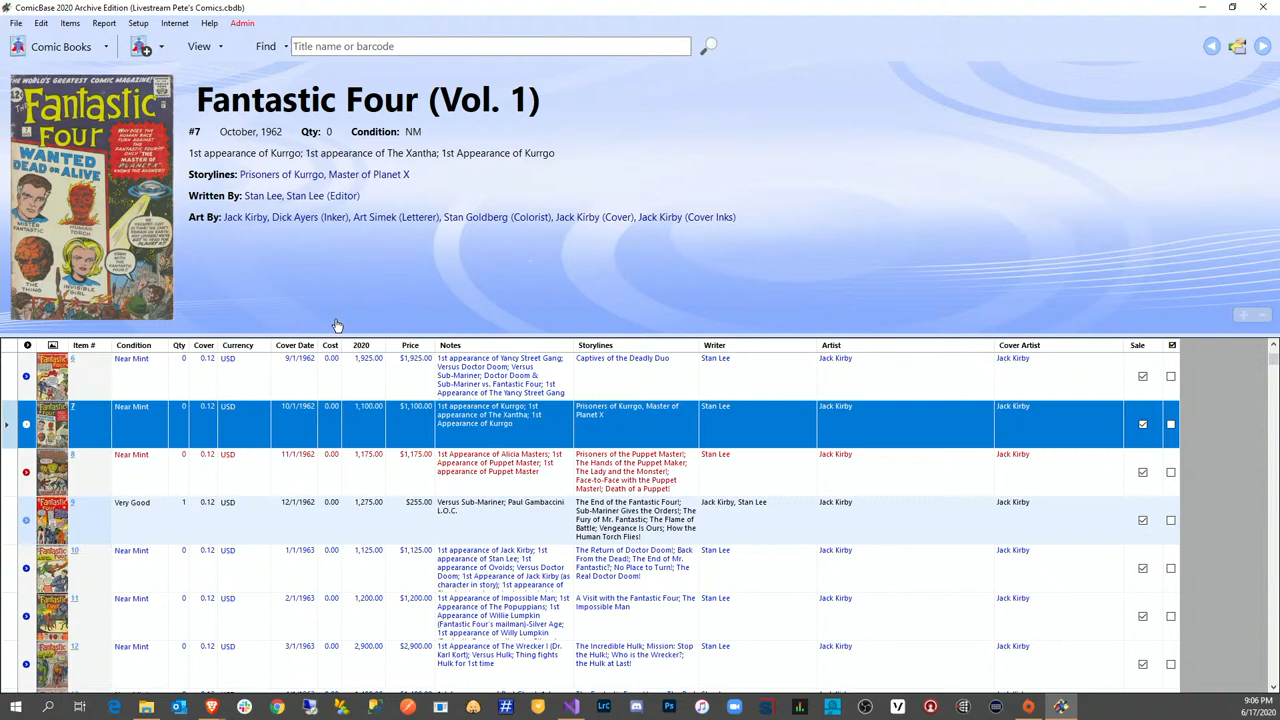 ComicBase 2020 Archive Edition (Livestream Pete's Comics.cbdb)
File Edit Items Report Setup Internet Help Admin
Comic Books View Find Title name or barcode
THE WORLD'S GREATEST COMIC MAGAZINE!
Fantastic
Four
WANTED
DEAD OR ALIVE
MISTER FANTASTIC
HUMAN TORCH
THE THING
INVISIBLE GIRL
Fantastic Four (Vol. 1)
#7 October, 1962 Qty: 0 Condition: NM
1st appearance of Kurrgo; 1st appearance of The Xantha; 1st Appearance of Kurrgo
Storylines: Prisoners of Kurrgo, Master of Planet X
Written By: Stan Lee, Stan Lee (Editor)
Art By: Jack Kirby, Dick Ayers (Inker), Art Simek (Letterer), Stan Goldberg (Colorist), Jack Kirby (Cover), Jack Kirby (Cover Inks)
Item # Condition Qty Cover Currency Cover Date Cost 2020 Price Notes Storylines Writer Artist Cover Artist Sale
6 Near Mint 0 0.12 USD 9/1/1962 0.00 1,925.00 $1,925.00 1st appearance of Yancy Street Gang; Captives of the Deadly Duo Stan Lee Jack Kirby Jack Kirby
Versus Doctor Doom; Versus
Sub-Mariner; Doctor Doom &
Sub-Mariner vs. Fantastic Four; 1st
Appearance of The Yancy Street Gang
7 Near Mint 0 0.12 USD 10/1/1962 0.00 1,100.00 $1,100.00 1st appearance of Kurrgo; 1st Prisoners of Kurrgo, Master of Stan Lee Jack Kirby Jack Kirby
appearance of The Xantha; 1st Planet X
Appearance of Kurrgo
8 Near Mint 0 0.12 USD 11/1/1962 0.00 1,175.00 $1,175.00 1st Appearance of Alicia Masters; 1st Prisoners of the Puppet Master!; Stan Lee Jack Kirby Jack Kirby
Appearance of Puppet Master; 1st The Hands of the Puppet Maker;
appearance of Puppet Master The Lady and the Monster!;
Face-to-Face with the Puppet
Master!; Death of a Puppet!
9 Very Good 1 0.12 USD 12/1/1962 0.00 1,275.00 $255.00 Versus Sub-Mariner; Paul Gambaccini The End of the Fantastic Four!; Jack Kirby, Stan Lee Jack Kirby Jack Kirby
L.O.C. Sub-Mariner Gives the Orders!; The
Fury of Mr. Fantastic; The Flame of
Battle; Vengeance Is Ours; How the
Human Torch Flies!
10 Near Mint 0 0.12 USD 1/1/1963 0.00 1,125.00 $1,125.00 1st appearance of Jack Kirby; 1st The Return of Doctor Doom!; Back Stan Lee Jack Kirby Jack Kirby
appearance of Stan Lee; 1st From the Dead!; The End of Mr.
appearance of Ovoids; Versus Doctor Fantastic?; No Place to Turn!; The
Doom; 1st Appearance of Jack Kirby (as Real Doctor Doom!
character in story); 1st appearance of
11 Near Mint 0 0.12 USD 2/1/1963 0.00 1,200.00 $1,200.00 1st Appearance of Impossible Man; 1st A Visit with the Fantastic Four; The Stan Lee Jack Kirby Jack Kirby
Appearance of The Popuppians; 1st Impossible Man
Appearance of Willie Lumpkin
(Fantastic Four's mailman)-Silver Age;
1st appearance of Willy Lumpkin
12 Near Mint 0 0.12 USD 3/1/1963 0.00 2,900.00 $2,900.00 1st Appearance of The Wrecker I (Dr. The Incredible Hulk; Mission: Stop Stan Lee Jack Kirby Jack Kirby
Karl Kort); Versus Hulk; Thing fights the Hulk!; Who is the Wrecker?;
Hulk for 1st time the Hulk at Last!
9:06 PM
6/17/2020